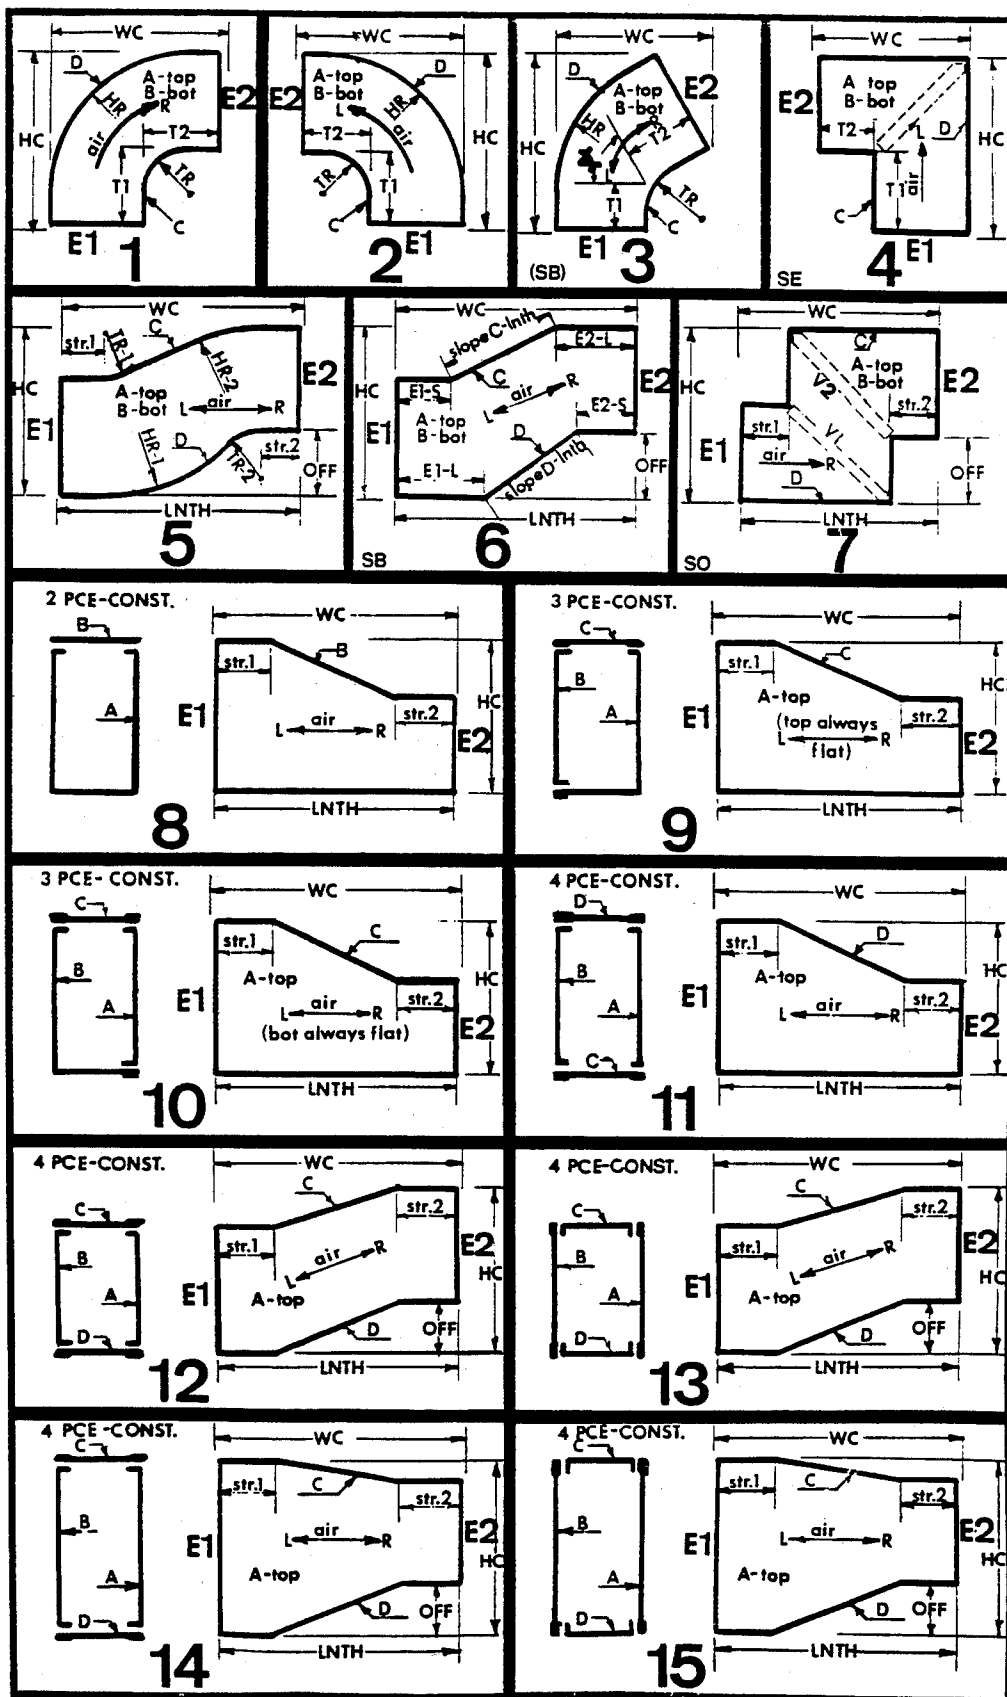 WC
D
A-top
B-bot
HR
R
air
T2
HC
T1
TR
C
E1
E2
1
WC
D
A-top
B-bot
E2
L
HR
air
T2
HC
TR
T1
C
E1
2
WC
D
A-top
B-bot
E2
HR
R
T2
HC
L
T1
TR
C
E1
(SB)
3
WC
A-top
B-bot
E2
T2
L
D
HC
T1
air
C
E1
SE
4
WC
str.1
TR-1
C
HR-2
HC
A-top
B-bot
L air R
E2
E1
HR-1
D
TR-2
str.2
OFF
LNTH
5
WC
slope C-lnth
E2-L
HC
E1-S
C
R
air
L
E2
A-top
B-bot
E1
E2-S
D
E1-L
slope D-lnth
OFF
LNTH
SB
6
WC
C
A-top
B-bot
E2
HC
V2
str.1
str.2
V1
E1
air
R
D
OFF
LNTH
SO
7
2 PCE-CONST.
B
A
WC
str.1
B
HC
E1
air
L R
str.2
E2
LNTH
8
3 PCE-CONST.
C
B
A
WC
str.1
C
HC
A-top
E1
(top always
L R
flat)
str.2
E2
LNTH
9
3 PCE- CONST.
C
B
A
WC
str.1
C
HC
A-top
E1
L air R
(bot always flat)
str.2
E2
LNTH
10
4 PCE-CONST.
D
B
A
C
WC
str.1
D
HC
A-top
E1
L air R
str.2
E2
LNTH
11
4 PCE-CONST.
C
B
A
D
WC
C
str.2
str.1
air
R
L
E2
HC
E1
A-top
D
OFF
LNTH
12
4 PCE-CONST.
C
B
A
D
WC
C
str.2
str.1
air
R
L
E2
HC
E1
A-top
D
OFF
LNTH
13
4 PCE-CONST.
C
B
A
D
WC
str.1
C
str.2
E1
L air R
E2
HC
A-top
D
OFF
LNTH
14
4 PCE-CONST.
C
B
A
D
WC
str.1
C
str.2
E1
L air R
E2
HC
A-top
D
OFF
LNTH
15